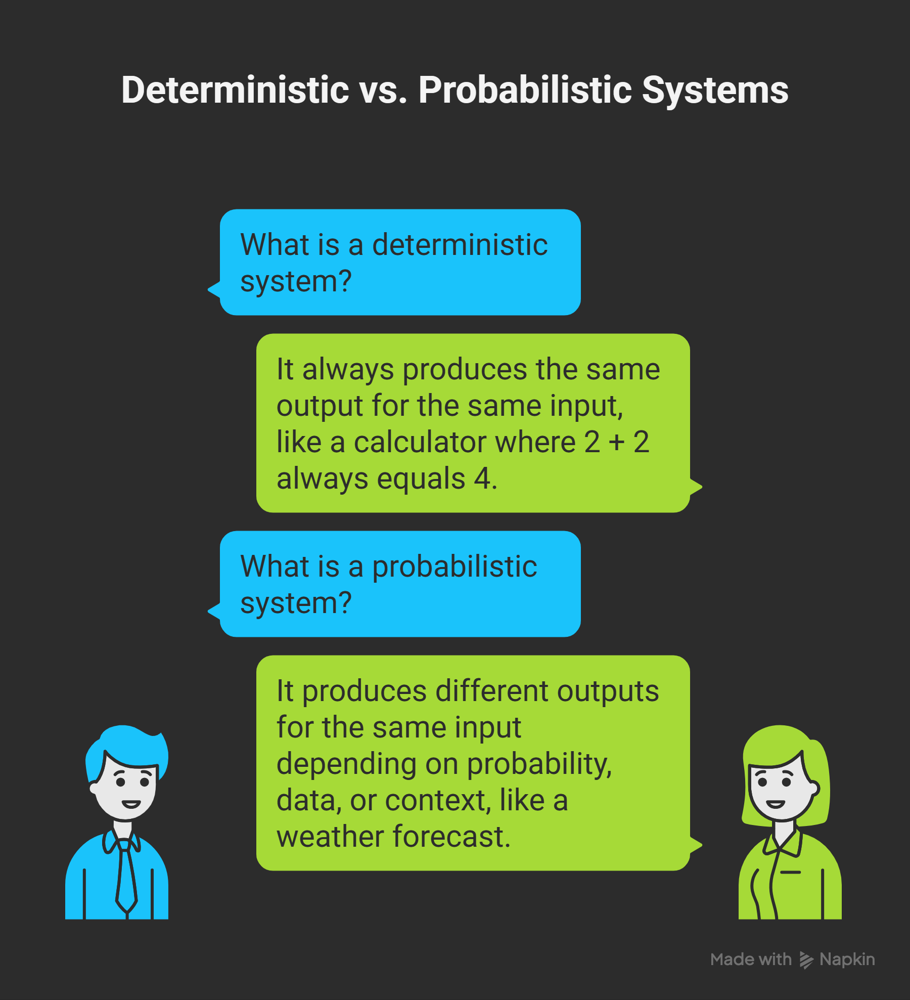 Deterministic vs. Probabilistic Systems
What is a deterministic
system?
It always produces the same
output for the same input,
like a calculator where 2 + 2
always equals 4.
What is a probabilistic
system?
It produces different outputs
for the same input
depending on probability,
data, or context, like a
weather forecast.
Made with Napkin